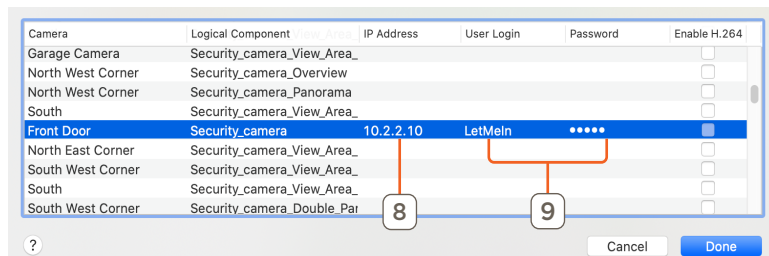 Camera Logical Component IP Address User Login Password Enable H.264
Garage Camera Security_camera_View_Area_
North West Corner Security_camera_Overview
North West Corner Security_camera_Panorama
South Security_camera_View_Area_
Front Door Security_camera 10.2.2.10 LetMeIn •••••
North East Corner Security_camera_View_Area_
South West Corner Security_camera_View_Area_
South Security_camera_View_Area_
South West Corner Security_camera_Double_Par
8 9
? Cancel Done